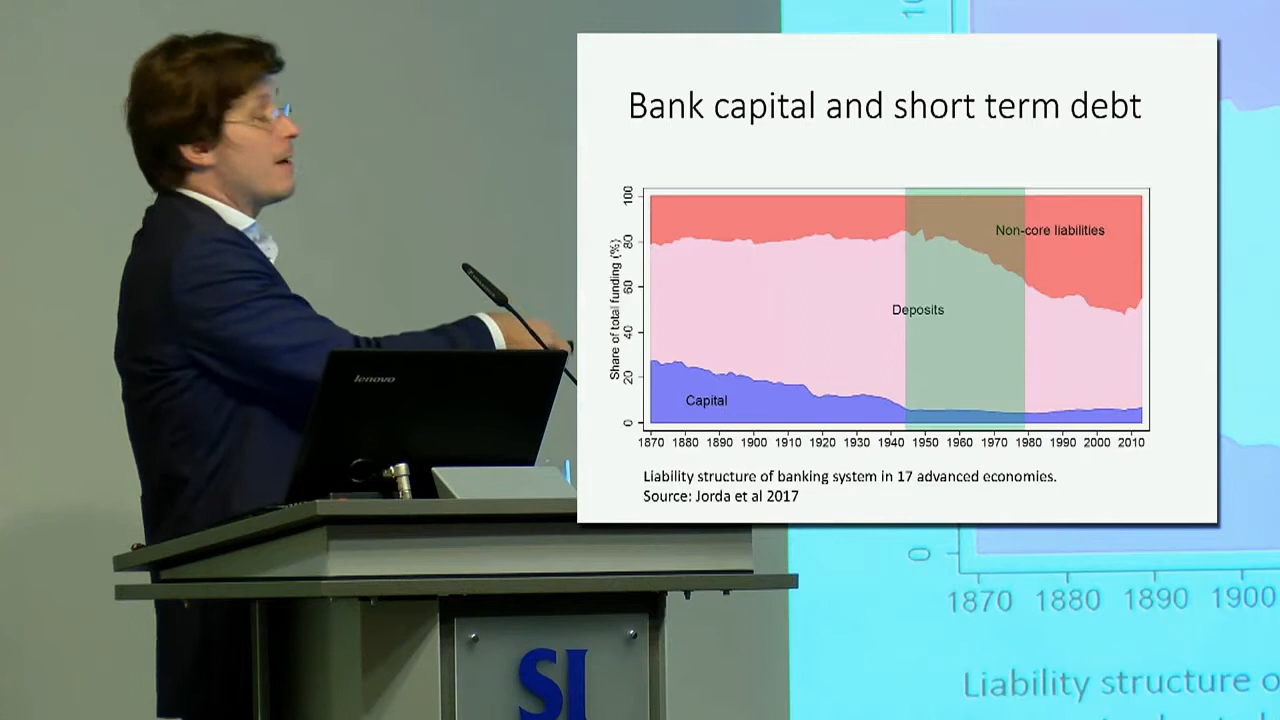 Bank capital and short term debt
Share of total funding (%)
100
80
60
40
20
0
Non-core liabilities
Deposits
Capital
1870 1880 1890 1900 1910 1920 1930 1940 1950 1960 1970 1980 1990 2000 2010
Liability structure of banking system in 17 advanced economies.
Source: Jorda et al 2017
lenovo
SI
0
1870 1880 1890 1900
Liability structure o